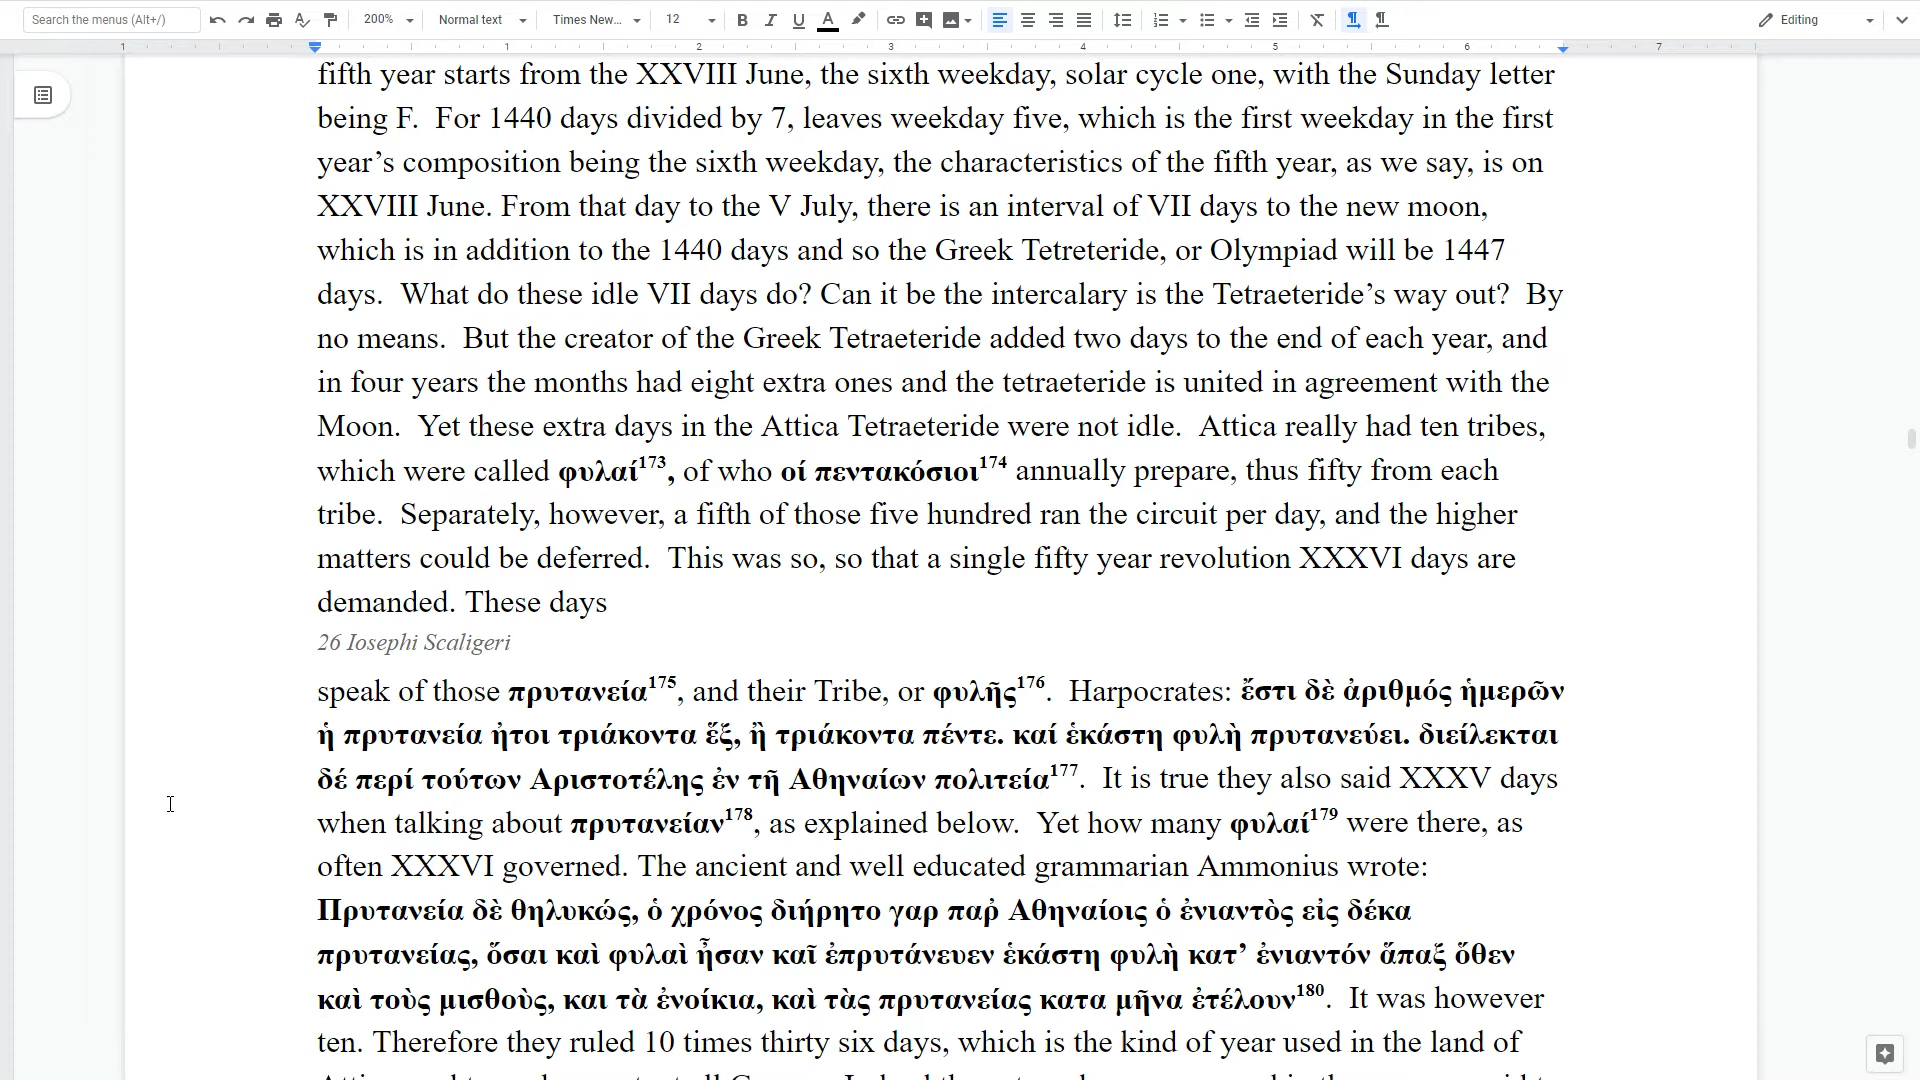 Search the menus (Alt+/)
200%
Normal text
Times New...
12
B I U A
Editing
1 1 2 3 4 5 6 7
fifth year starts from the XXVIII June, the sixth weekday, solar cycle one, with the Sunday letter
being F.  For 1440 days divided by 7, leaves weekday five, which is the first weekday in the first
year’s composition being the sixth weekday, the characteristics of the fifth year, as we say, is on
XXVIII June. From that day to the V July, there is an interval of VII days to the new moon,
which is in addition to the 1440 days and so the Greek Tetreteride, or Olympiad will be 1447
days.  What do these idle VII days do? Can it be the intercalary is the Tetraeteride’s way out?  By
no means.  But the creator of the Greek Tetraeteride added two days to the end of each year, and
in four years the months had eight extra ones and the tetraeteride is united in agreement with the
Moon.  Yet these extra days in the Attica Tetraeteride were not idle.  Attica really had ten tribes,
which were called φυλαί173, of who οί πεντακόσιοι174 annually prepare, thus fifty from each
tribe.  Separately, however, a fifth of those five hundred ran the circuit per day, and the higher
matters could be deferred.  This was so, so that a single fifty year revolution XXXVI days are
demanded. These days
26 Iosephi Scaligeri
speak of those πρυτανεία175, and their Tribe, or φυλῆς176.  Harpocrates: ἔστι δὲ ἀριθμός ἡμερῶν
ἡ πρυτανεία ἠτοι τριάκοντα ἕξ, ἢ τριάκοντα πέντε. καί ἑκάστη φυλὴ πρυτανεύει. διείλεκται
δέ περί τούτων Αριστοτέλης ἐν τῆ Αθηναίων πολιτεία177.  It is true they also said XXXV days
when talking about πρυτανείαν178, as explained below.  Yet how many φυλαί179 were there, as
often XXXVI governed. The ancient and well educated grammarian Ammonius wrote:
Πρυτανεία δὲ θηλυκώς, ὁ χρόνος διήρητο γαρ παῤ Αθηναίοις ὁ ἐνιαντὸς εἰς δέκα
πρυτανείας, ὅσαι καὶ φυλαὶ ἦσαν καῖ ἐπρυτάνευεν ἑκάστη φυλὴ κατ’ ἐνιαντόν ἅπαξ ὅθεν
καὶ τοὺς μισθοὺς, και τὰ ἐνοίκια, καὶ τὰς πρυτανείας κατα μῆνα ἐτέλουν180.  It was however
ten. Therefore they ruled 10 times thirty six days, which is the kind of year used in the land of